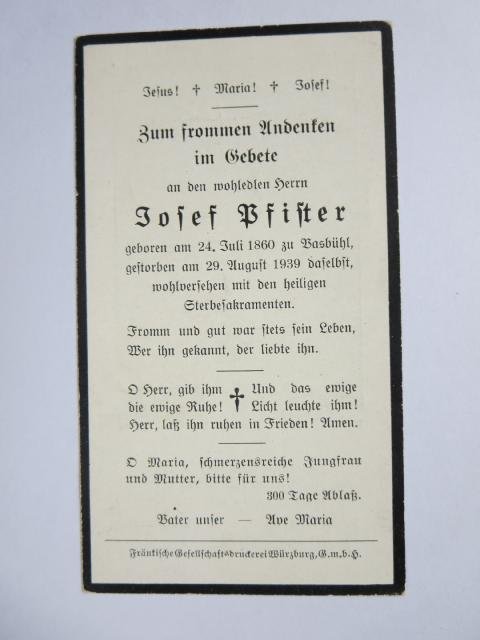 Jesus! † Maria! † Josef!
Zum frommen Andenken
im Gebete
an den wohledlen Herrn
Josef Pfister
geboren am 24. Juli 1860 zu Vasbühl,
gestorben am 29. August 1939 daselbst,
wohlversehen mit den heiligen
Sterbesakramenten.
Fromm und gut war stets sein Leben,
Wer ihn gekannt, der liebte ihn.
O Herr, gib ihm † Und das ewige
die ewige Ruhe! Licht leuchte ihm!
Herr, laß ihn ruhen in Frieden! Amen.
O Maria, schmerzensreiche Jungfrau
und Mutter, bitte für uns!
300 Tage Ablaß.
Vater unser — Ave Maria
Fränkische Gesellschaftsdruckerei Würzburg, G.m.b.H.